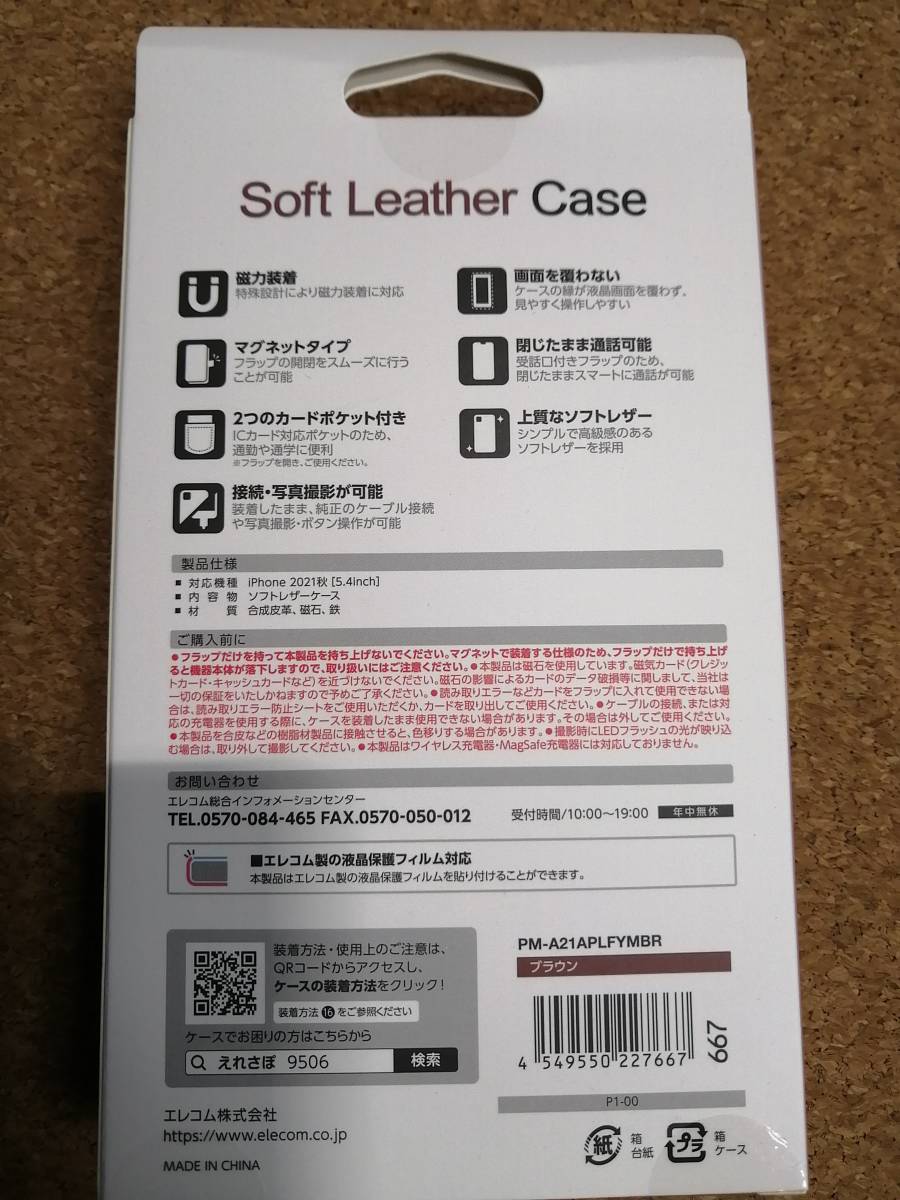 Soft Leather Case
磁力装着
特殊設計により磁力装着に対応
マグネットタイプ
フラップの開閉をスムーズに行う
ことが可能
2つのカードポケット付き
ICカード対応ポケットのため、
通勤や通学に便利
※フラップを開き、ご使用ください。
接続・写真撮影が可能
装着したまま、純正のケーブル接続
や写真撮影・ボタン操作が可能
画面を覆わない
ケースの縁が液晶画面を覆わず、
見やすく操作しやすい
閉じたまま通話可能
受話口付きフラップのため、
閉じたままスマートに通話が可能
上質なソフトレザー
シンプルで高級感のある
ソフトレザーを採用
製品仕様
■ 対応機種 iPhone 2021秋 [5.4inch]
■ 内容物 ソフトレザーケース
■ 材質 合成皮革、磁石、鉄
ご購入前に
●フラップだけを持って本製品を持ち上げないでください。マグネットで装着する仕様のため、フラップだけで持ち上げ
ると機器本体が落下しますので、取り扱いにはご注意ください。●本製品は磁石を使用しています。磁気カード(クレジッ
トカード・キャッシュカードなど)を近づけないでください。磁石の影響によるカードのデータ破損等に関しまして、当社は
一切の保証をいたしかねますので予めご了承ください。●読み取りエラーなどカードをフラップに入れて使用できない場
合は、読み取りエラー防止シートをご使用いただくか、カードを取り出してご使用ください。●ケーブルの接続、または対
応の充電器を使用する際に、ケースを装着したまま使用できない場合があります。その場合は外してご使用ください。
●本製品を合皮などの樹脂材製品に接触させると、色移りする場合があります。●撮影時にLEDフラッシュの光が映り込
む場合は、取り外して撮影してください。●本製品はワイヤレス充電器・MagSafe充電器には対応しておりません。
お問い合わせ
エレコム総合インフォメーションセンター
TEL.0570-084-465 FAX.0570-050-012 受付時間/10:00～19:00 年中無休
■エレコム製の液晶保護フィルム対応
本製品はエレコム製の液晶保護フィルムを貼り付けることができます。
装着方法・使用上のご注意は、
QRコードからアクセスし、
ケースの装着方法をクリック!
装着方法 ⑯ をご参照ください
ケースでお困りの方はこちらから
えれさぽ 9506 検索
PM-A21APLFYMBR
ブラウン
4 549550 227667
667
P1-00
エレコム株式会社
https://www.elecom.co.jp
MADE IN CHINA
紙 箱
台紙
プラ 箱
ケース